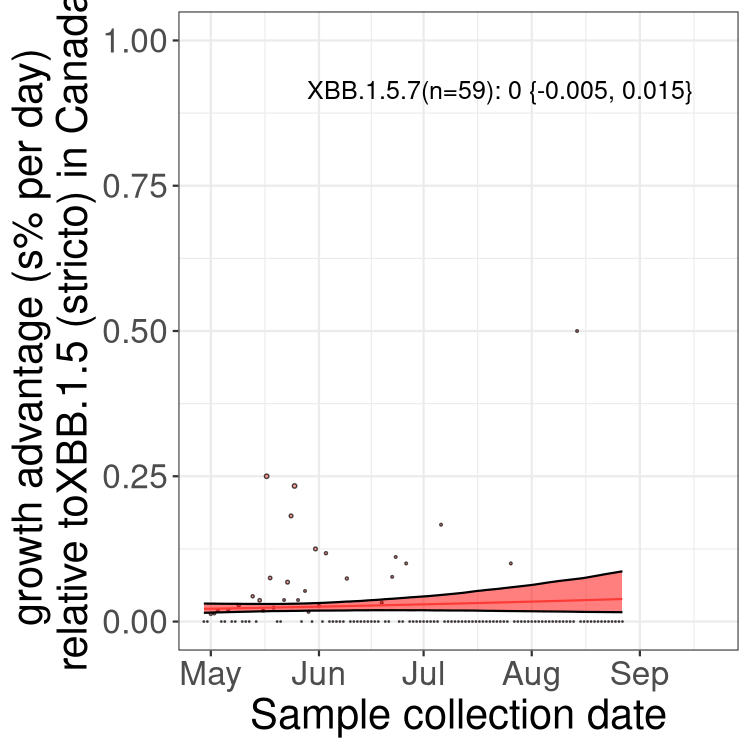 growth advantage (s% per day)
relative toXBB.1.5 (stricto) in Canada
1.00
0.75
0.50
0.25
0.00
XBB.1.5.7(n=59): 0 {-0.005, 0.015}
May Jun Jul Aug Sep
Sample collection date